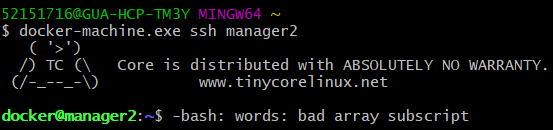 52151716@GUA-HCP-TM3Y MINGW64 ~
$ docker-machine.exe ssh manager2
   ( '>')
  /) TC (\   Core is distributed with ABSOLUTELY NO WARRANTY.
 (/-_--_-\)           www.tinycorelinux.net
docker@manager2:~$ -bash: words: bad array subscript